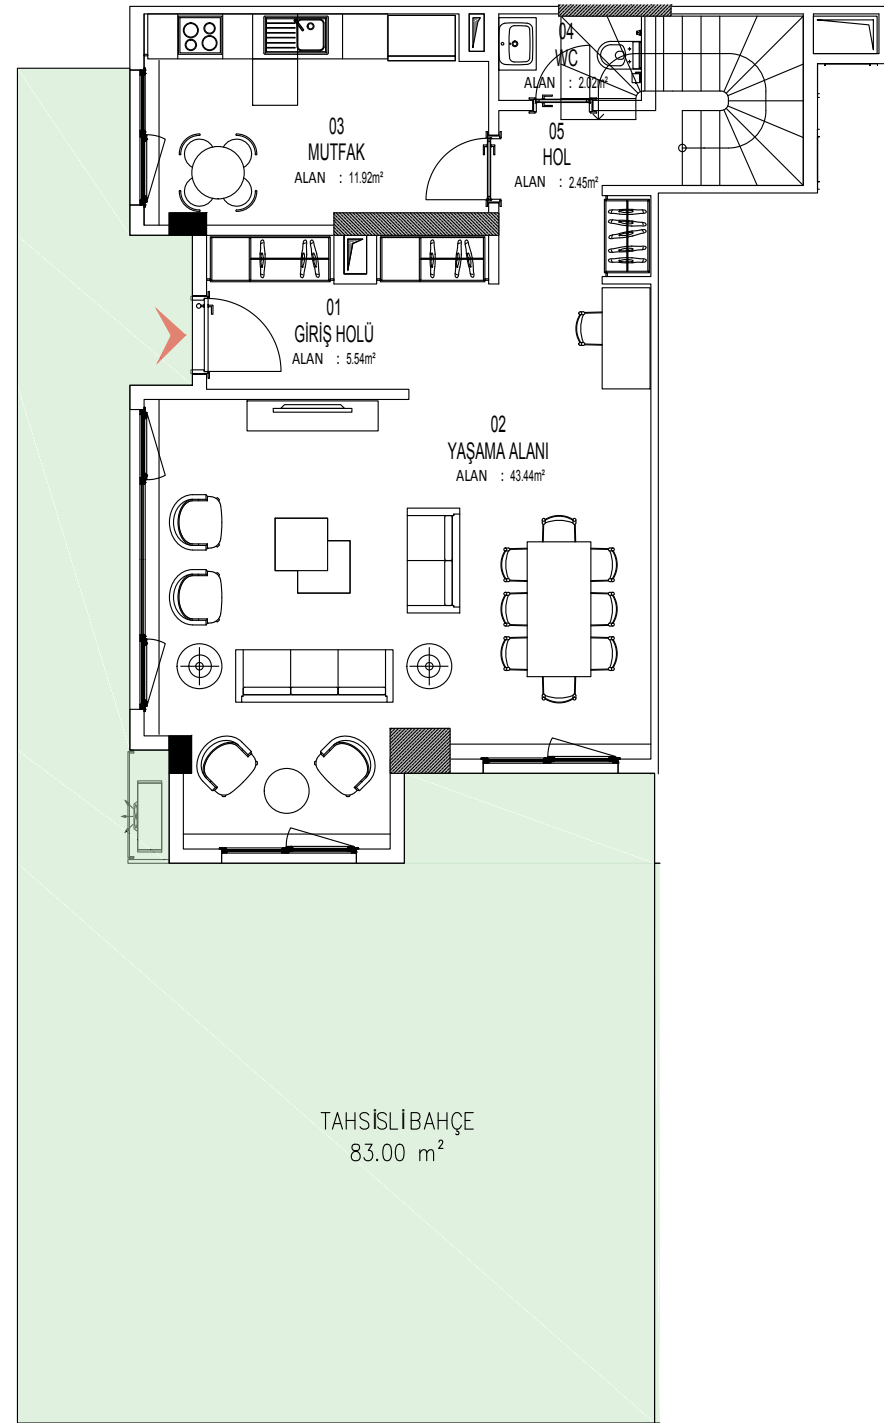 04
WC
ALAN : 2.02m²
03
MUTFAK
ALAN : 11.92m²
05
HOL
ALAN : 2.45m²
01
GİRİŞ HOLÜ
ALAN : 5.54m²
02
YAŞAMA ALANI
ALAN : 43.44m²
TAHSİSLİ BAHÇE
83.00 m²